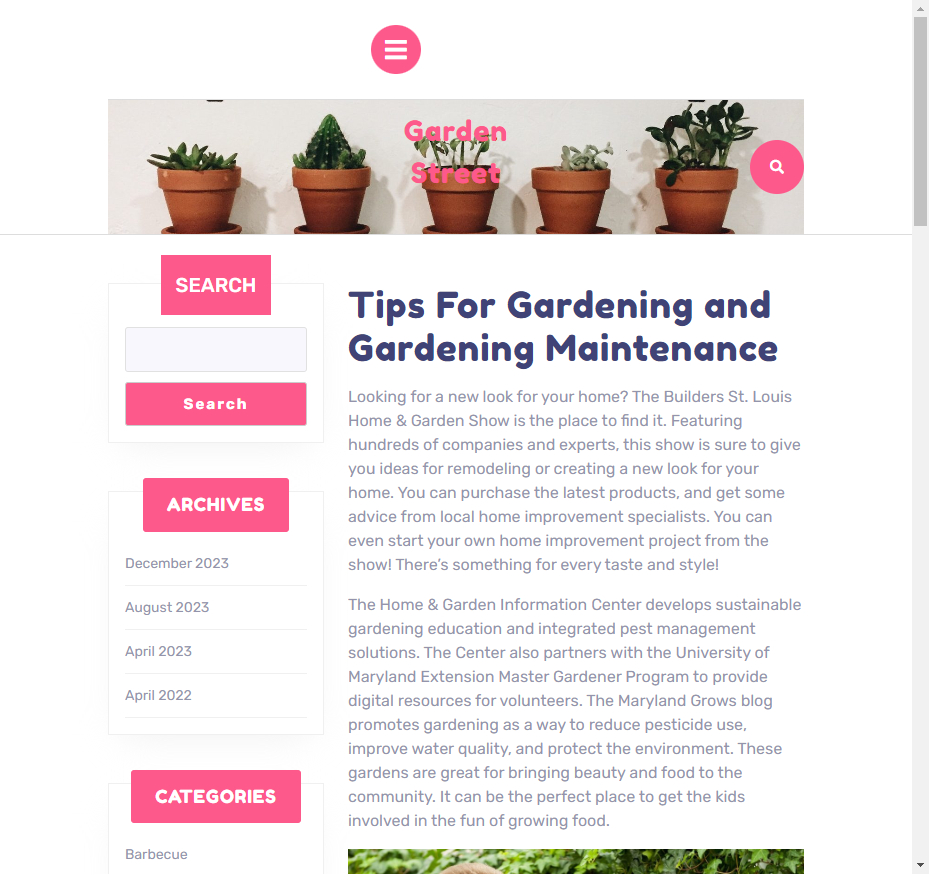 Garden
Street
SEARCH
Search
ARCHIVES
December 2023
August 2023
April 2023
April 2022
CATEGORIES
Barbecue
Tips For Gardening and
Gardening Maintenance
Looking for a new look for your home? The Builders St. Louis
Home & Garden Show is the place to find it. Featuring
hundreds of companies and experts, this show is sure to give
you ideas for remodeling or creating a new look for your
home. You can purchase the latest products, and get some
advice from local home improvement specialists. You can
even start your own home improvement project from the
show! There’s something for every taste and style!
The Home & Garden Information Center develops sustainable
gardening education and integrated pest management
solutions. The Center also partners with the University of
Maryland Extension Master Gardener Program to provide
digital resources for volunteers. The Maryland Grows blog
promotes gardening as a way to reduce pesticide use,
improve water quality, and protect the environment. These
gardens are great for bringing beauty and food to the
community. It can be the perfect place to get the kids
involved in the fun of growing food.